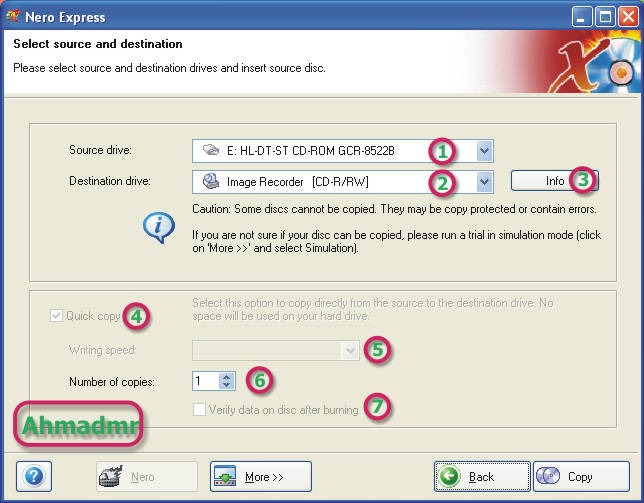 Nero Express
Select source and destination
Please select source and destination drives and insert source disc.
Source drive:
E: HL-DT-ST CD-ROM GCR-8522B
1
Destination drive:
Image Recorder [CD-R/RW]
2
Info
3
Caution: Some discs cannot be copied. They may be copy protected or contain errors.
If you are not sure if your disc can be copied, please run a trial in simulation mode (click
on 'More >>' and select Simulation).
Quick copy
4
Select this option to copy directly from the source to the destination drive. No
space will be used on your hard drive.
Writing speed:
5
Number of copies:
1
6
Verify data on disc after burning
7
Ahmadmr
?
Nero
More >>
Back
Copy